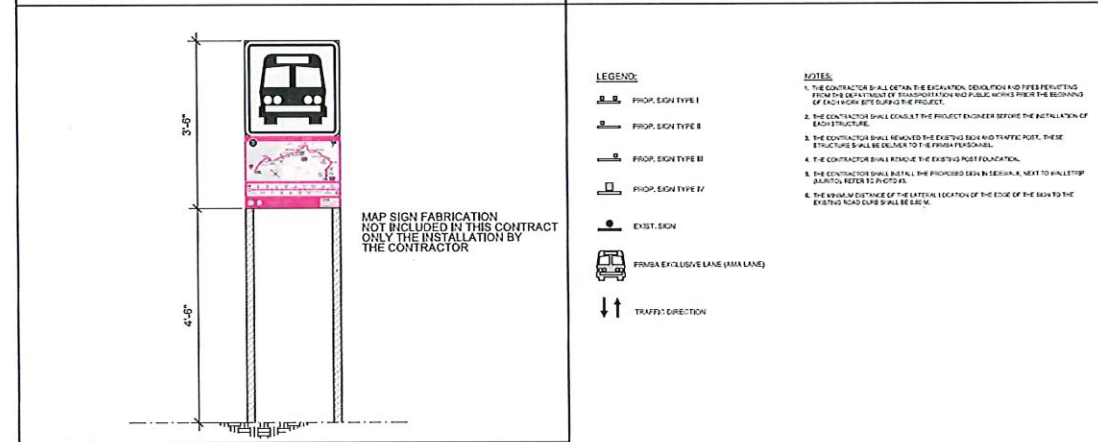 3'-6"
4'-6"
MAP SIGN FABRICATION
NOT INCLUDED IN THIS CONTRACT
ONLY THE INSTALLATION BY
THE CONTRACTOR
LEGEND:
PROP. SIGN TYPE I
PROP. SIGN TYPE II
PROP. SIGN TYPE III
PROP. SIGN TYPE IV
EXIST. SIGN
PRMBA EXCLUSIVE LANE (AMA LANE)
TRAFFIC DIRECTION
NOTES:
1. THE CONTRACTOR SHALL OBTAIN THE EXCAVATION, DEMOLITION AND PIPES PERMITTING
FROM THE DEPARTMENT OF TRANSPORTATION AND PUBLIC WORKS PRIOR THE BEGINNING
OF EACH WORK SITE DURING THE PROJECT.
2. THE CONTRACTOR SHALL CONSULT THE PROJECT ENGINEER BEFORE THE INSTALLATION OF
EACH STRUCTURE.
3. THE CONTRACTOR SHALL REMOVED THE EXISTING SIGN AND TRAFFIC POST. THESE
STRUCTURE SHALL BE DELIVER TO THE PRMBA PERSONNEL.
4. THE CONTRACTOR SHALL REMOVE THE EXISTING POST FOUNDATION.
5. THE CONTRACTOR SHALL INSTALL THE PROPOSED SIGN IN SIDEWALK, NEXT TO WALL STRIP
(MURITO), REFER TO PHOTO #3.
6. THE MINIMUM DISTANCE OF THE LATERAL LOCATION OF THE EDGE OF THE SIGN TO THE
EXISTING ROAD CURB SHALL BE 0.60 M.